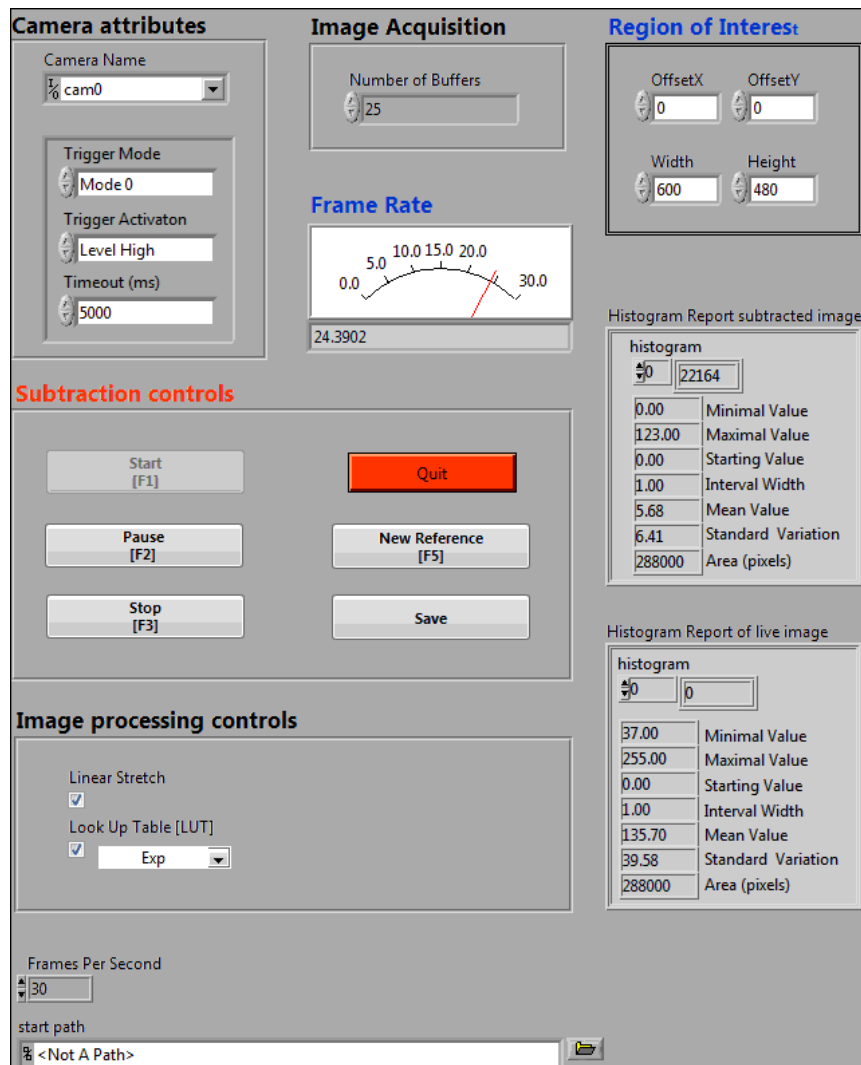 Camera attributes
Camera Name
cam0
Trigger Mode
Mode 0
Trigger Activaton
Level High
Timeout (ms)
5000
Image Acquisition
Number of Buffers
25
Region of Interest
OffsetX OffsetY
0 0
Width Height
600 480
Frame Rate
0.0 5.0 10.0 15.0 20.0 30.0
24.3902
Histogram Report subtracted image
histogram
0 22164
0.00 Minimal Value
123.00 Maximal Value
0.00 Starting Value
1.00 Interval Width
5.68 Mean Value
6.41 Standard Variation
288000 Area (pixels)
Subtraction controls
Start
[F1]
Quit
Pause
[F2]
New Reference
[F5]
Stop
[F3]
Save
Histogram Report of live image
histogram
0 0
37.00 Minimal Value
255.00 Maximal Value
0.00 Starting Value
1.00 Interval Width
135.70 Mean Value
39.58 Standard Variation
288000 Area (pixels)
Image processing controls
Linear Stretch
Look Up Table [LUT]
Exp
Frames Per Second
30
start path
<Not A Path>